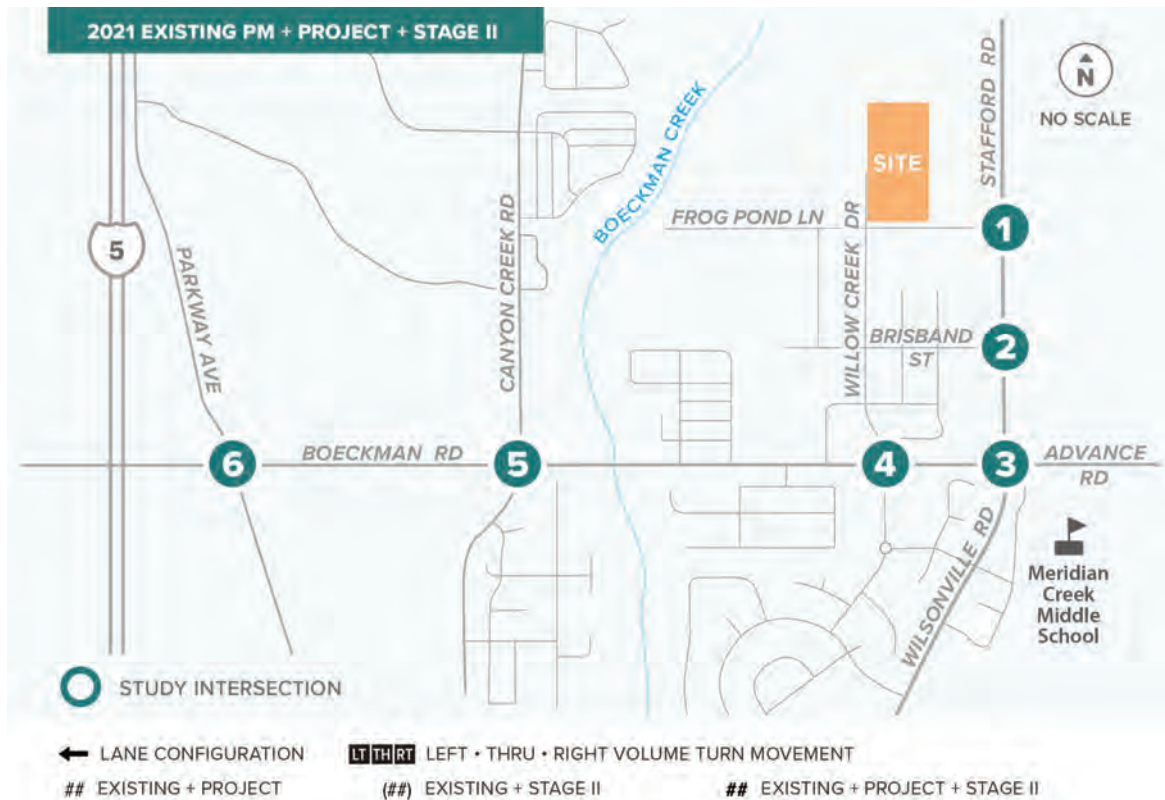 2021 EXISTING PM + PROJECT + STAGE II
N
NO SCALE
STAFFORD RD
SITE
BOECKMAN CREEK
FROG POND LN
1
5
PARKWAY AVE
CANYON CREEK RD
WILLOW CREEK DR
BRISBAND
ST
2
6
BOECKMAN RD
5
4
3
ADVANCE
RD
WILSONVILLE RD
Meridian
Creek
Middle
School
STUDY INTERSECTION
LANE CONFIGURATION
LT TH RT LEFT • THRU • RIGHT VOLUME TURN MOVEMENT
## EXISTING + PROJECT
(##) EXISTING + STAGE II
## EXISTING + PROJECT + STAGE II